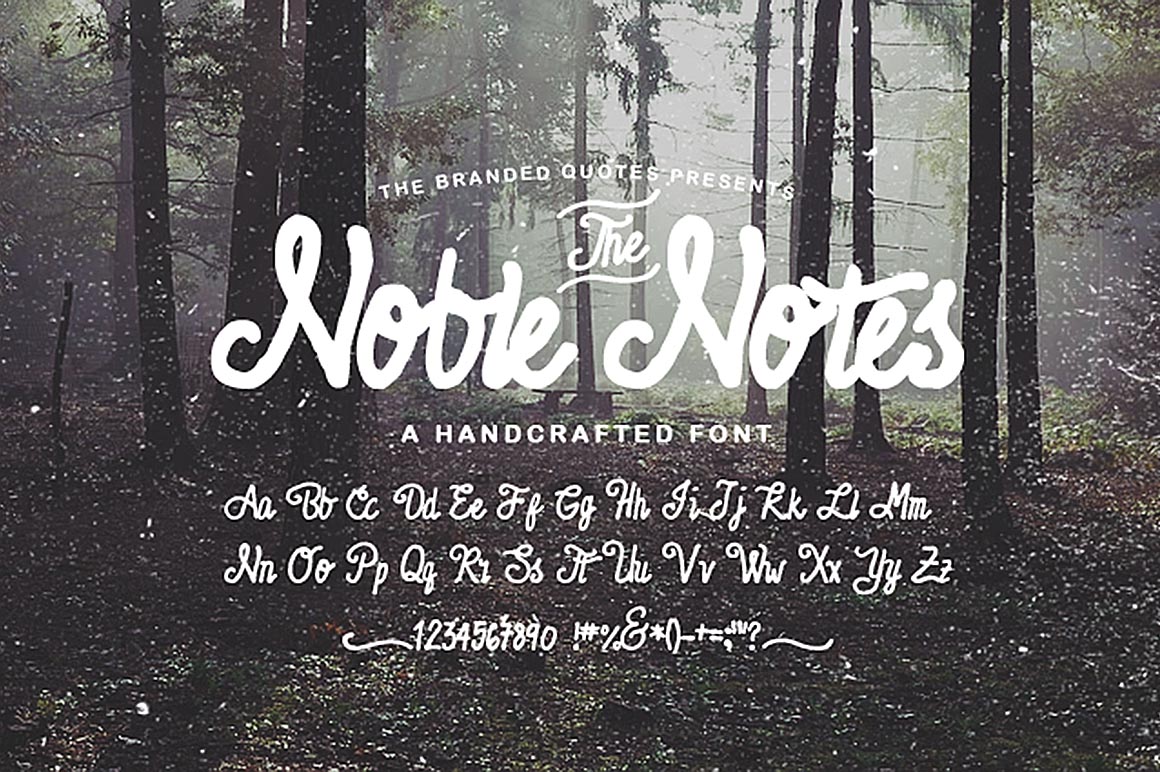 THE BRANDED QUOTES PRESENTS
The
Noble Notes
A HANDCRAFTED FONT
Aa Bb Cc Dd Ee Ff Gg Hh Ii Jj Kk Ll Mm
Nn Oo Pp Qq Rr Ss Tt Uu Vv Ww Xx Yy Zz
1234567890 !#%&*()-+=:;"'?